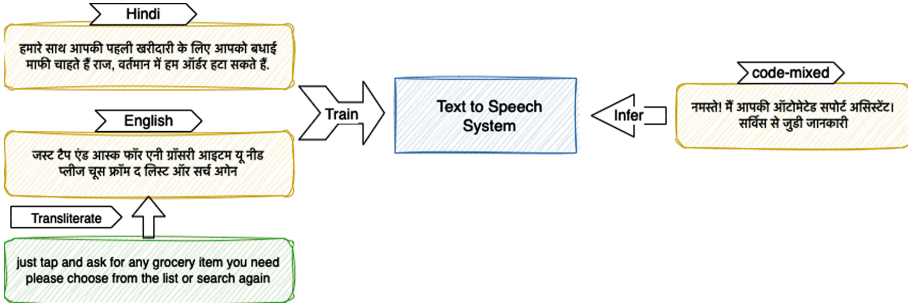 Hindi
हमारे साथ आपकी पहली खरीदारी के लिए आपको बधाई
माफी चाहते हैं राज, वर्तमान में हम ऑर्डर हटा सकते हैं.
English
जस्ट टैप एंड आस्क फॉर एनी ग्रॉसरी आइटम यू नीड
प्लीज चूस फ्रॉम द लिस्ट ऑर सर्च अगेन
Transliterate
just tap and ask for any grocery item you need
please choose from the list or search again
Train
Text to Speech
System
Infer
code-mixed
नमस्ते! मैं आपकी ऑटोमेटेड सपोर्ट असिस्टेंट।
सर्विस से जुडी जानकारी